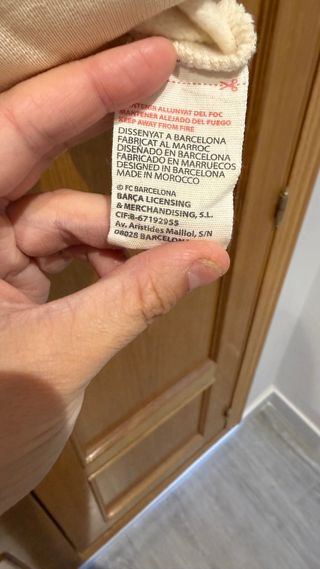 MANTENER ALLUNYAT DEL FOC
MANTENER ALEJADO DEL FUEGO
KEEP AWAY FROM FIRE
DISSENYAT A BARCELONA
FABRICAT AL MARROC
DISEÑADO EN BARCELONA
FABRICADO EN MARRUECOS
DESIGNED IN BARCELONA
MADE IN MOROCCO
© FC BARCELONA
BARÇA LICENSING
& MERCHANDISING, S.L.
CIF:B-67192955
Av. Arístides Maillol, S/N
08028 BARCELONA